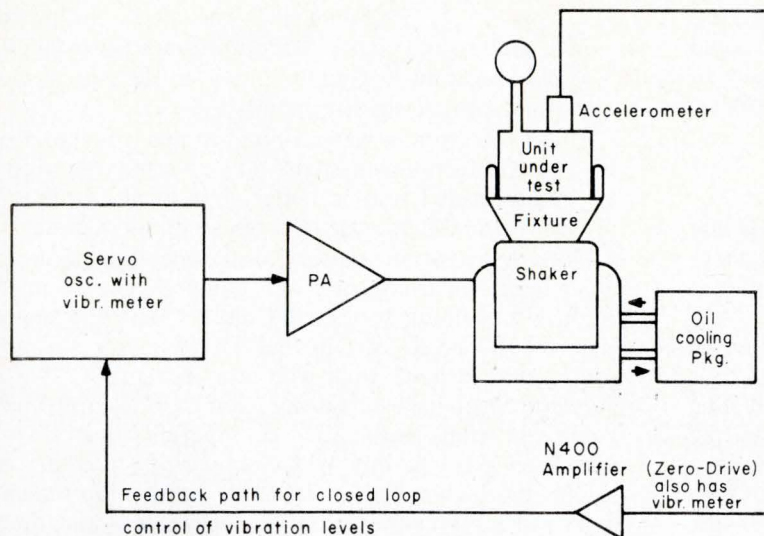 Accelerometer
Unit
under
test
Fixture
Servo
osc. with
vibr. meter
PA
Shaker
Oil
cooling
Pkg.
N400
Amplifier
(Zero-Drive)
also has
vibr. meter
Feedback path for closed loop
control of vibration levels